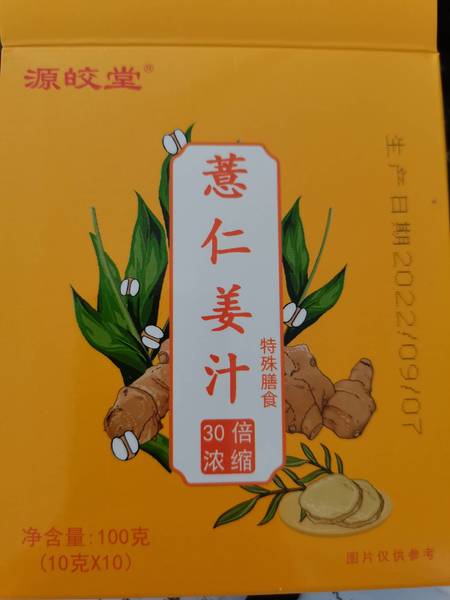 源皎堂®
薏仁姜汁
特殊膳食
30倍
浓缩
生产日期2022/09/07
净含量:100克
(10克X10)
图片仅供参考